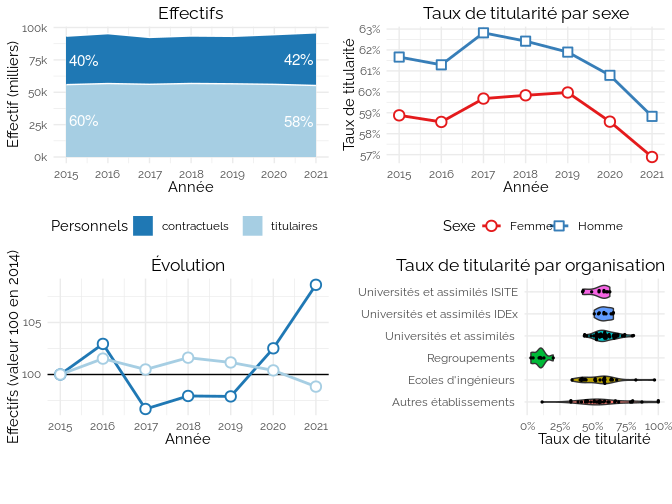 Effectifs
Effectif (milliers)
100k
75k
50k
25k
0k
40%
42%
60%
58%
2015 2016 2017 2018 2019 2020 2021
Année
Personnels contractuels titulaires
Taux de titularité par sexe
Taux de titularité
63%
62%
61%
60%
59%
58%
57%
2015 2016 2017 2018 2019 2020 2021
Année
Sexe Femme Homme
Évolution
Effectifs (valeur 100 en 2014)
105
100
2015 2016 2017 2018 2019 2020 2021
Année
Taux de titularité par organisation
Universités et assimilés ISITE
Universités et assimilés IDEx
Universités et assimilés
Regroupements
Ecoles d'ingénieurs
Autres établissements
0% 25% 50% 75% 100%
Taux de titularité